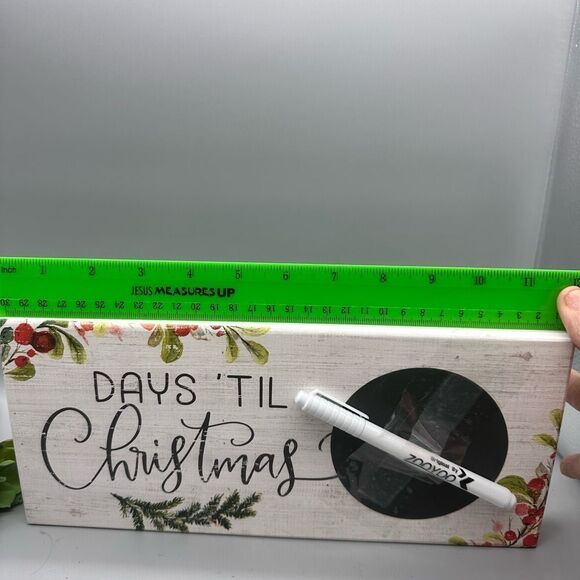 Inch 1 2 3 4 5 6 7 8 9 10 11
JESUS MEASURES UP
30 29 28 27 26 25 24 23 22 21 20 19 18 17 16 15 14 13 12 11 10 9 8 7 6 5 4 3 2
DAYS 'TIL
Christmas